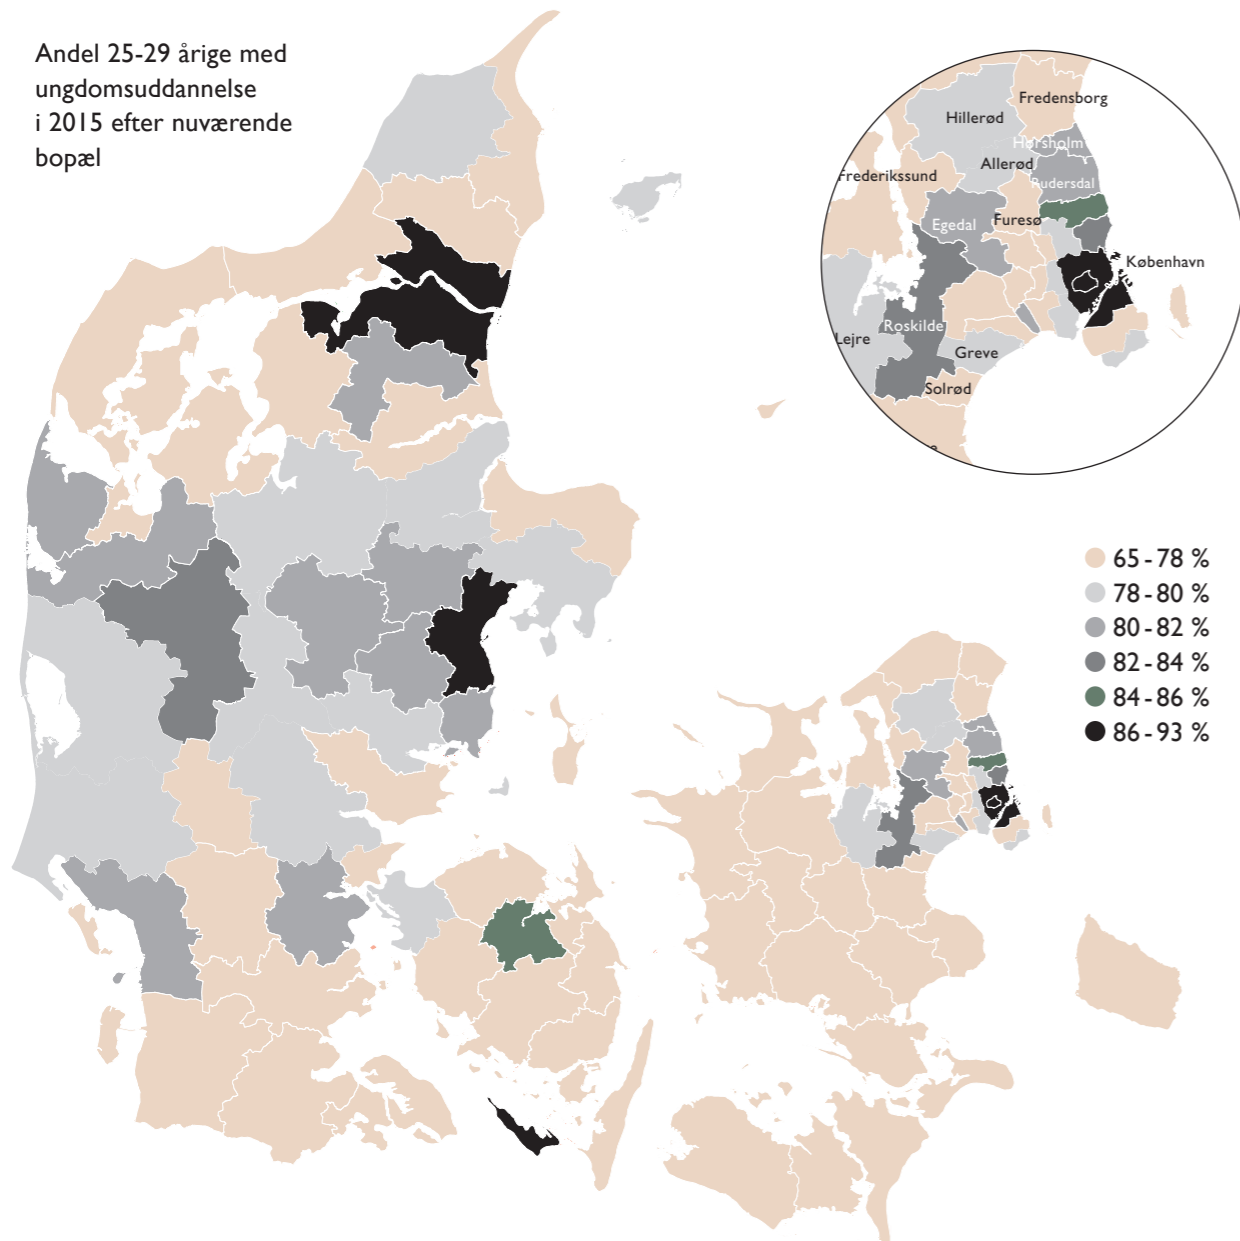 Andel 25-29 årige med
ungdomsuddannelse
i 2015 efter nuværende
bopæl
Fredensborg
Hillerød
Hørsholm
Allerød
Frederikssund
Rudersdal
Egedal
Furesø
København
Roskilde
Lejre
Greve
Solrød
65-78 %
78-80 %
80-82 %
82-84 %
84-86 %
86-93 %